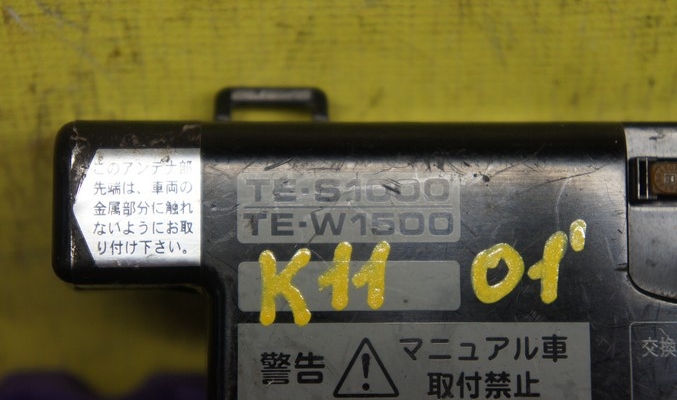 このアンテナ部
先端は、車両の
金属部分に触れ
ないようにお取
り付け下さい。
TE-S1000
TE-W1500
K11 01'
警告 マニュアル車
取付禁止
交換